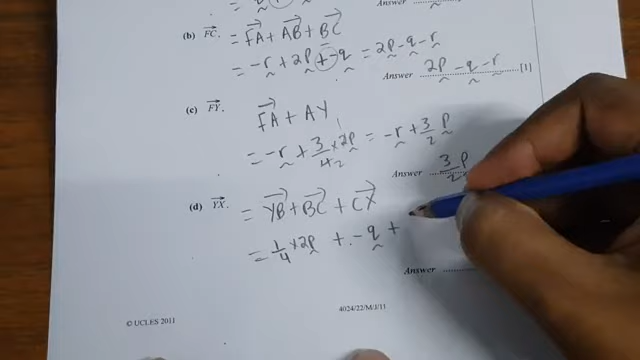 Answer
(b) FC. = FA + AB + BC
= -r + 2p + -q = 2p - q - r
Answer 2p - q - r [1]
(c) FY. FA + AY
= -r + 3/4 × 2p = -r + 3/2 p
Answer 3p/2
(d) YX. = YB + BC + CX
= 1/4 × 2p + - q +
Answer
© UCLES 2011
4024/22/M/J/11